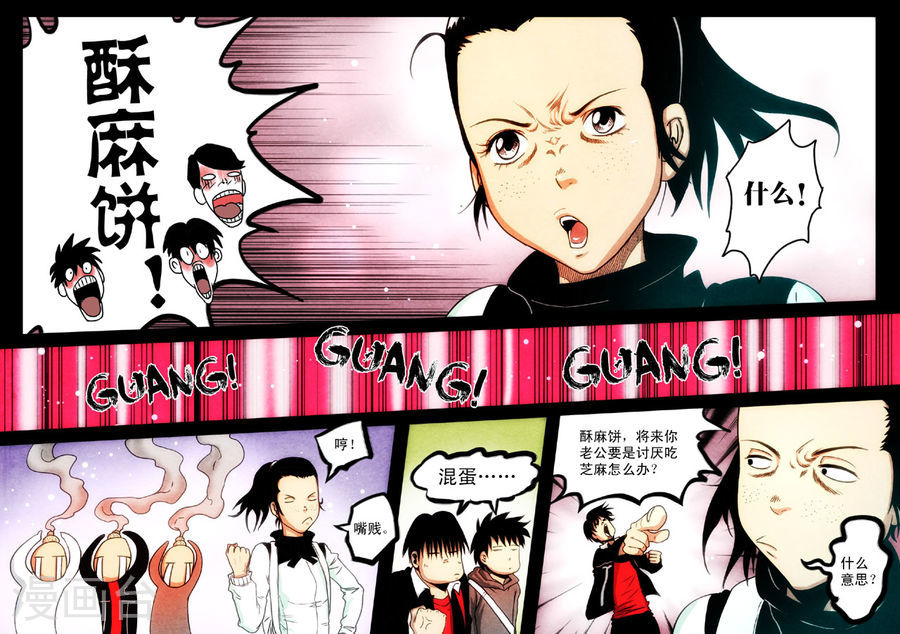 酥麻饼！
什么！
GUANG!
GUANG!
GUANG!
哼！
嘴贱。
混蛋……
酥麻饼，将来你
老公要是讨厌吃
芝麻怎么办？
什么
意思？
漫画台